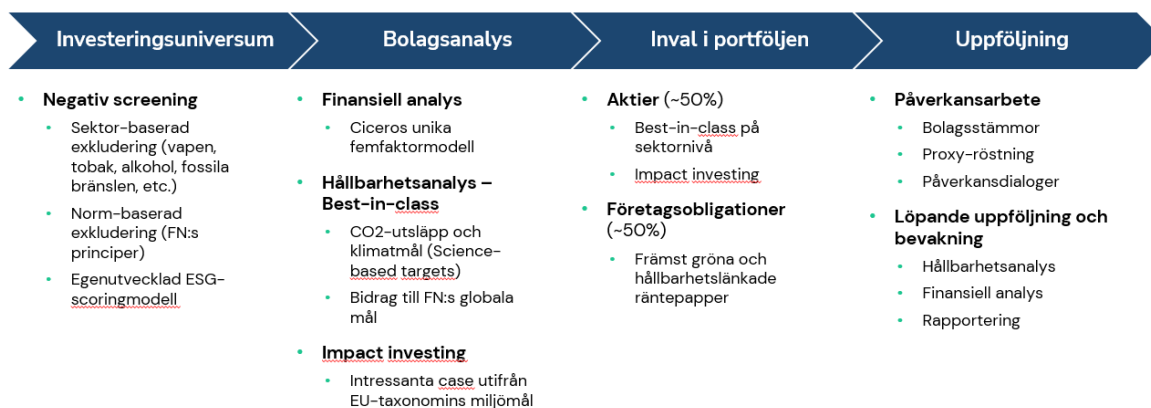 Investeringsuniversum
Bolagsanalys
Inval i portföljen
Uppföljning
• Negativ screening
• Sektor-baserad
exkludering (vapen,
tobak, alkohol, fossila
bränslen, etc.)
• Norm-baserad
exkludering (FN:s
principer)
• Egenutvecklad ESG-
scoringmodell
• Finansiell analys
• Ciceros unika
femfaktormodell
• Hållbarhetsanalys –
Best-in-class
• CO2-utsläpp och
klimatmål (Science-
based targets)
• Bidrag till FN:s globala
mål
• Impact investing
• Intressanta case utifrån
EU-taxonomins miljömål
• Aktier (~50%)
• Best-in-class på
sektornivå
• Impact investing
• Företagsobligationer
(~50%)
• Främst gröna och
hållbarhetslänkade
räntepapper
• Påverkansarbete
• Bolagsstämmor
• Proxy-röstning
• Påverkansdialoger
• Löpande uppföljning och
bevakning
• Hållbarhetsanalys
• Finansiell analys
• Rapportering